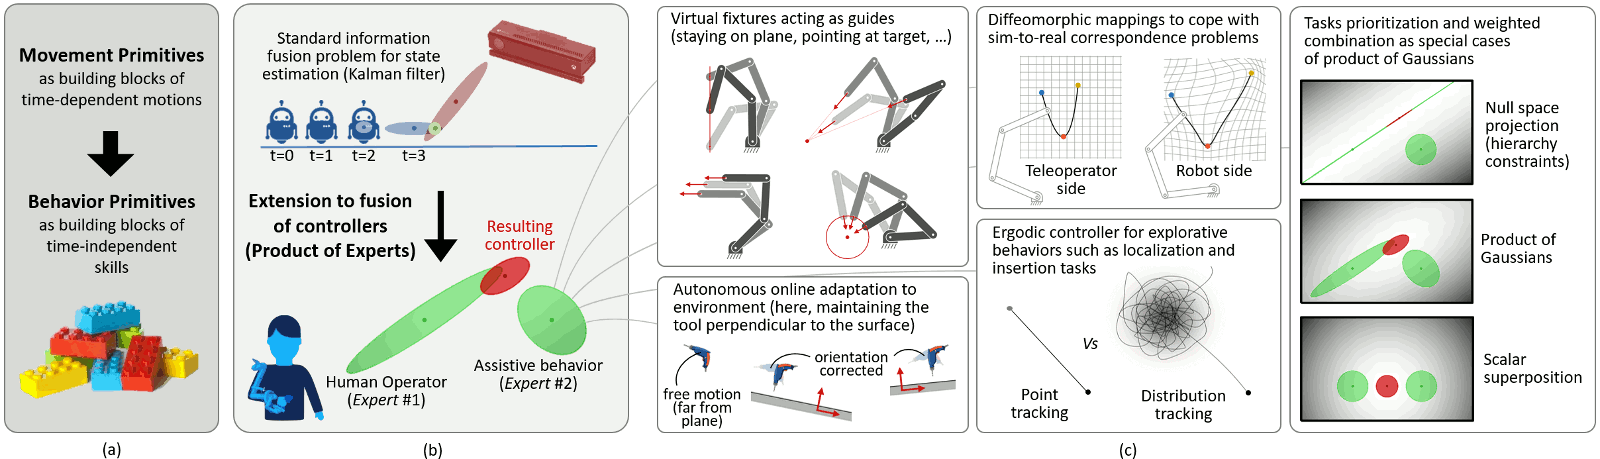 Movement Primitives
as building blocks of
time-dependent motions
Behavior Primitives
as building blocks of
time-independent
skills
(a)
Standard information
fusion problem for state
estimation (Kalman filter)
t=0
t=1
t=2
t=3
Extension to fusion
of controllers
(Product of Experts)
Resulting
controller
Human Operator
(Expert #1)
Assistive behavior
(Expert #2)
(b)
Virtual fixtures acting as guides
(staying on plane, pointing at target, ...)
Autonomous online adaptation to
environment (here, maintaining the
tool perpendicular to the surface)
free motion
(far from
plane)
orientation
corrected
Diffeomorphic mappings to cope with
sim-to-real correspondence problems
Teleoperator
side
Robot side
Ergodic controller for explorative
behaviors such as localization and
insertion tasks
Vs
Point
tracking
Distribution
tracking
(c)
Tasks prioritization and weighted
combination as special cases
of product of Gaussians
Null space
projection
(hierarchy
constraints)
Product of
Gaussians
Scalar
superposition